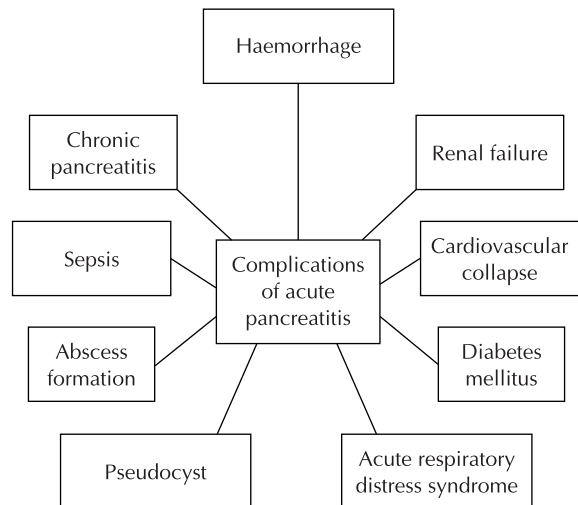 Haemorrhage
Chronic
pancreatitis
Renal failure
Sepsis
Complications
of acute
pancreatitis
Cardiovascular
collapse
Abscess
formation
Diabetes
mellitus
Pseudocyst
Acute respiratory
distress syndrome